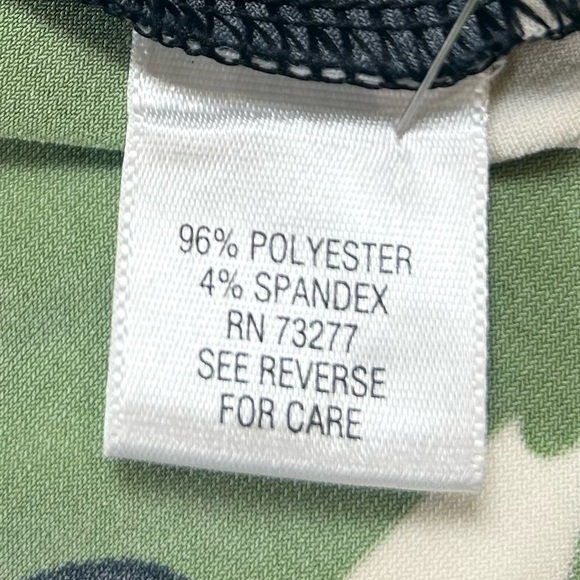 96% POLYESTER
4% SPANDEX
RN 73277
SEE REVERSE
FOR CARE